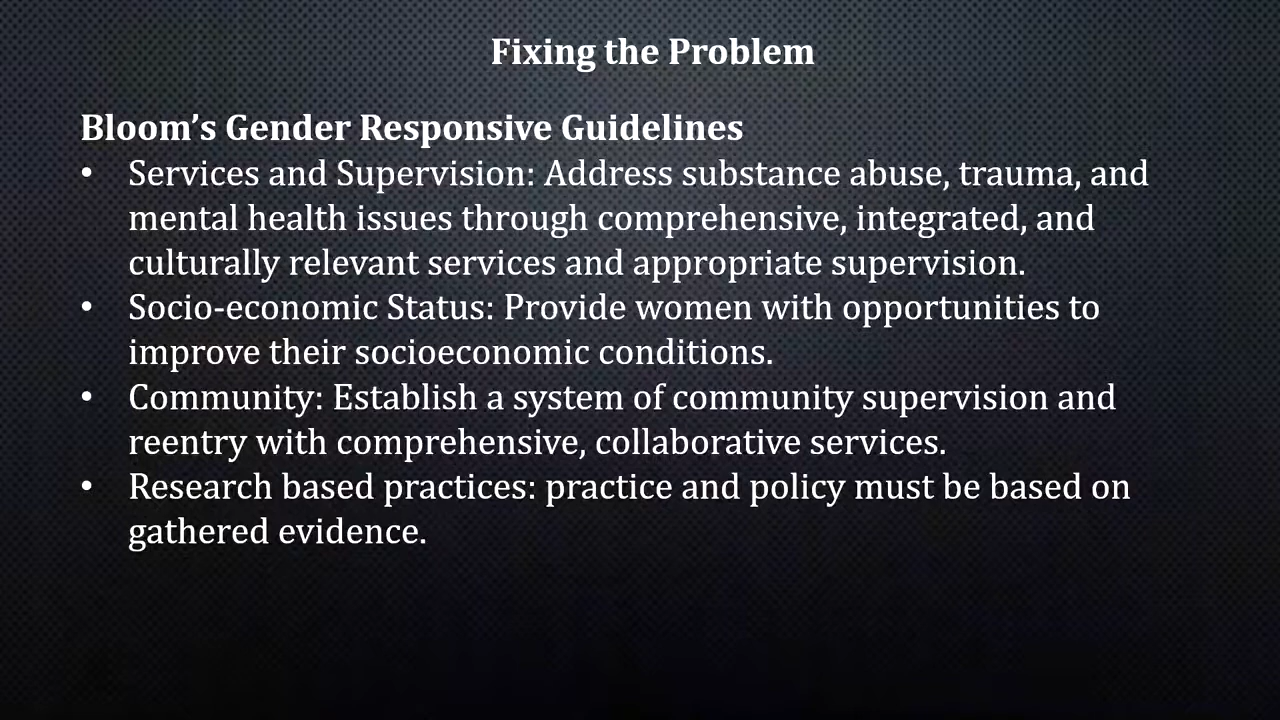 Fixing the Problem
Bloom’s Gender Responsive Guidelines
• Services and Supervision: Address substance abuse, trauma, and
mental health issues through comprehensive, integrated, and
culturally relevant services and appropriate supervision.
• Socio-economic Status: Provide women with opportunities to
improve their socioeconomic conditions.
• Community: Establish a system of community supervision and
reentry with comprehensive, collaborative services.
• Research based practices: practice and policy must be based on
gathered evidence.